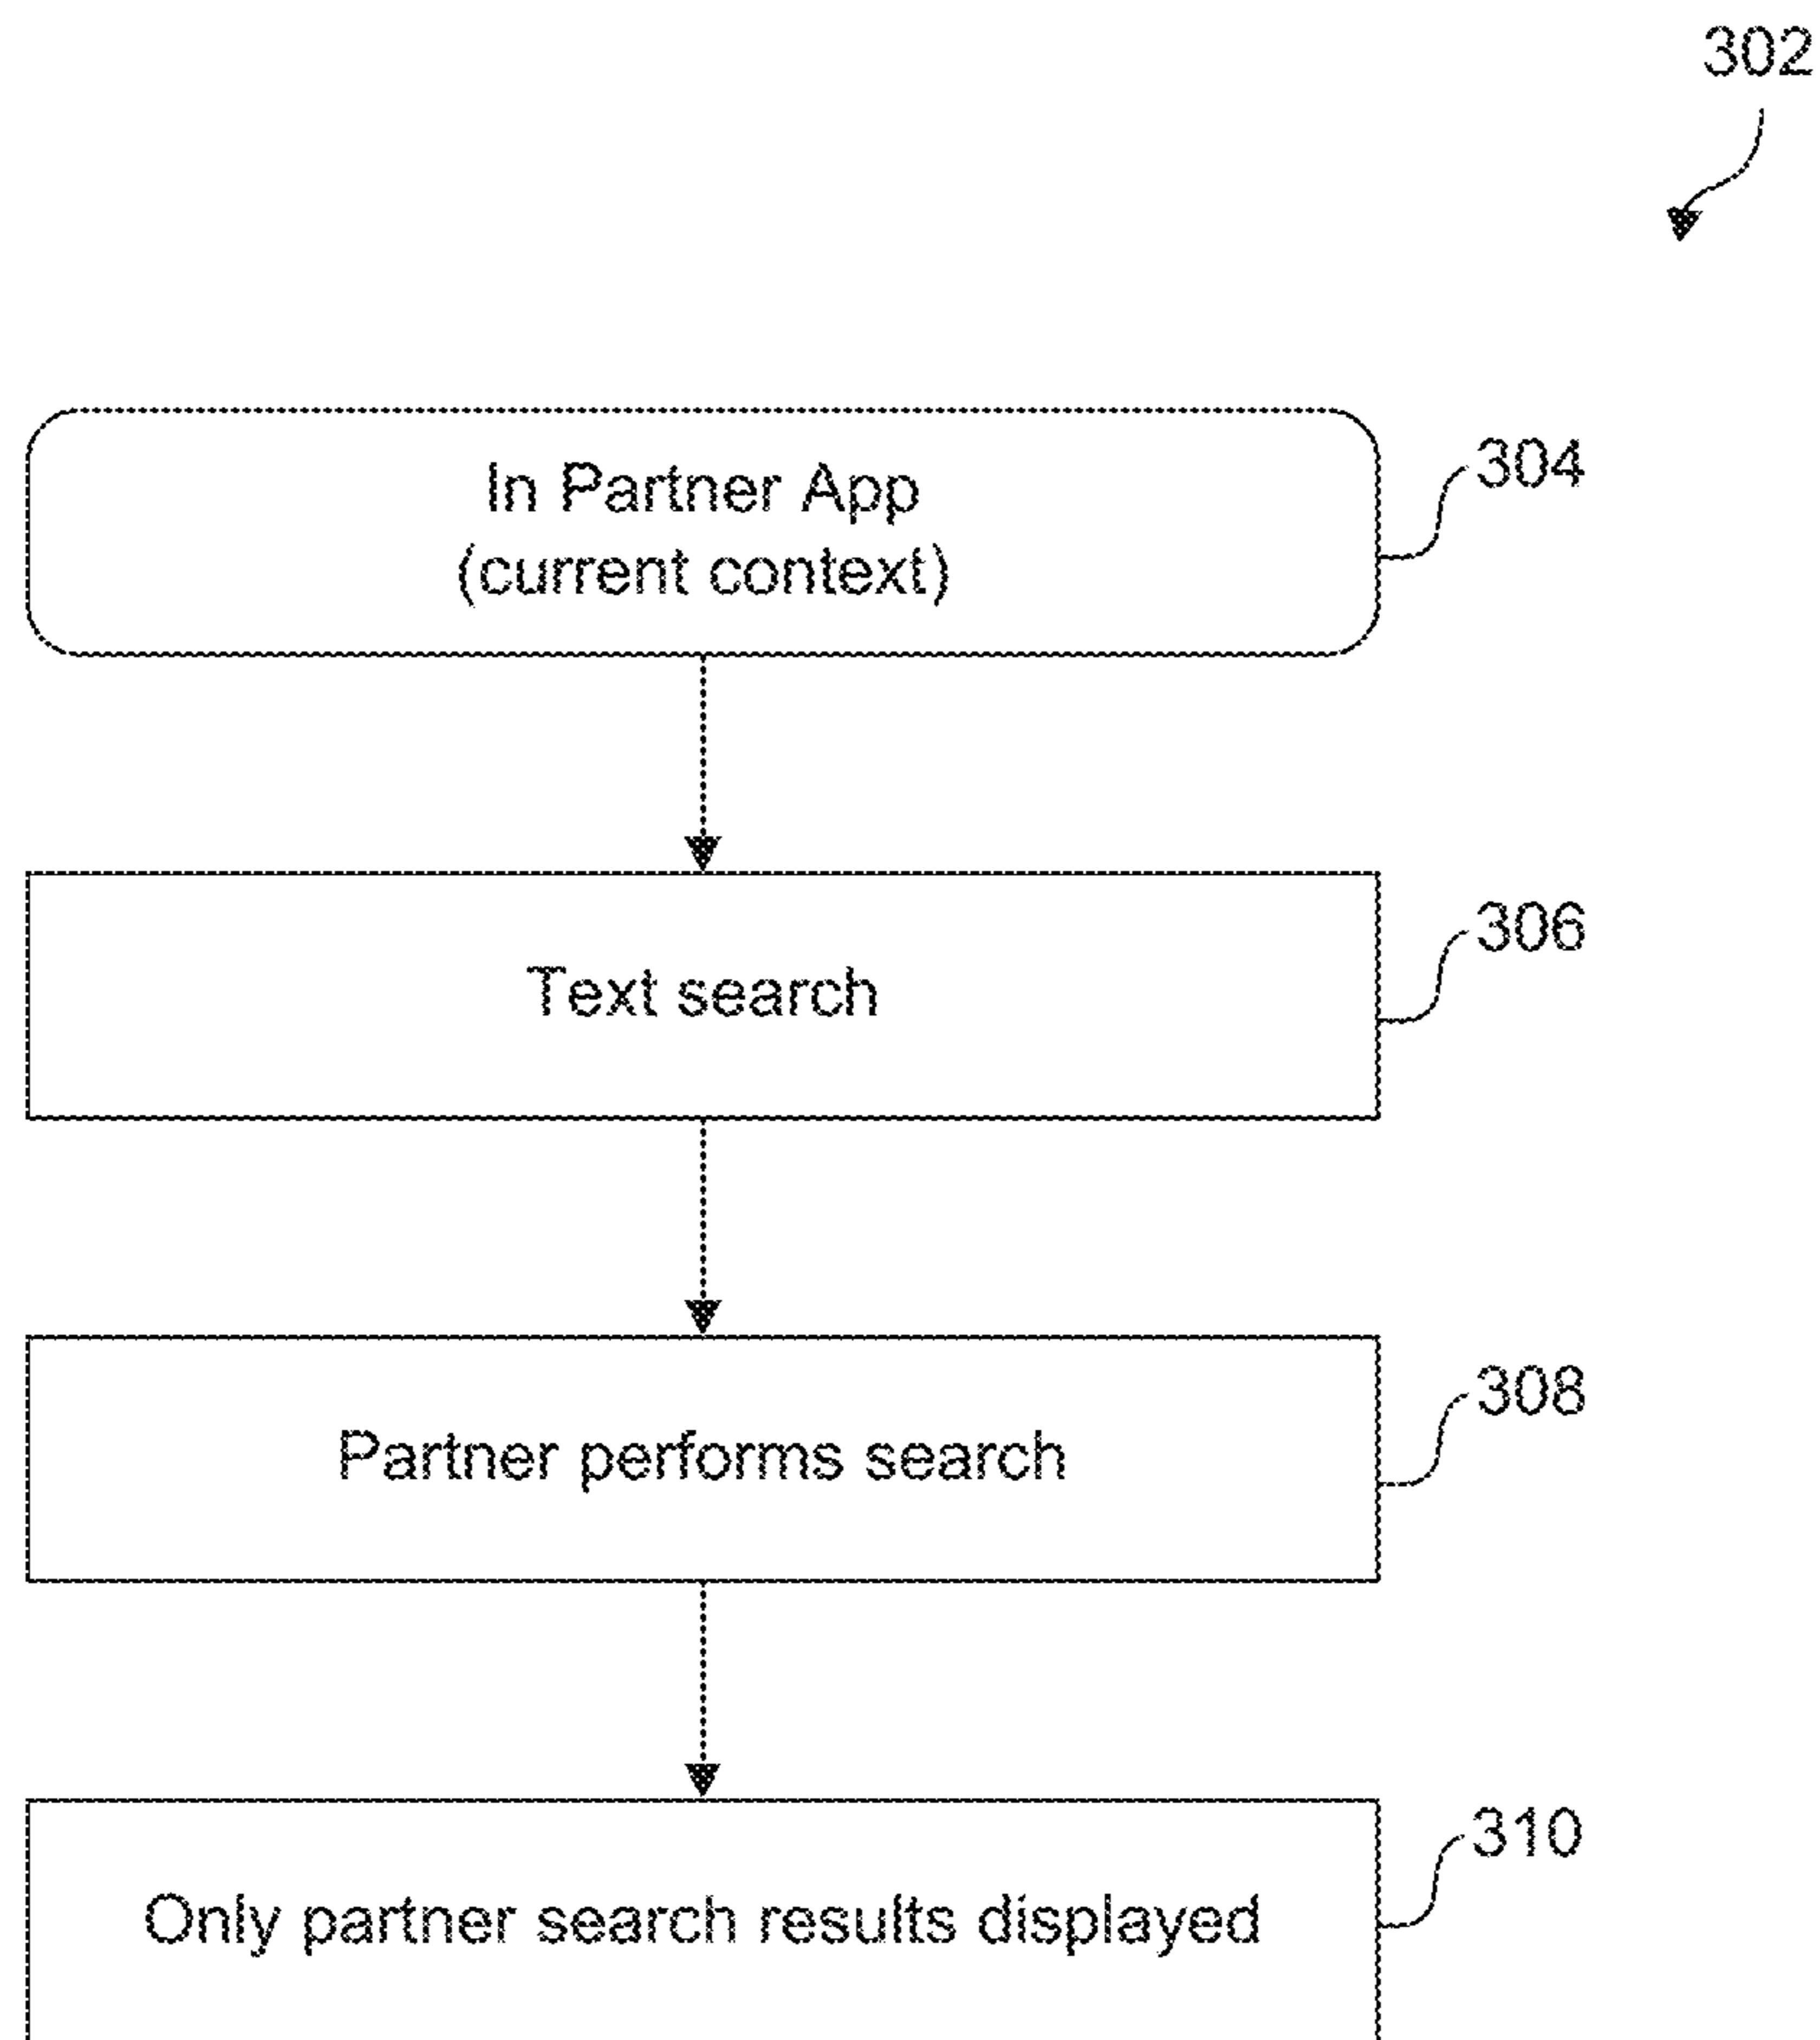 302
In Partner App
(current context)
304
Text search
306
Partner performs search
308
Only partner search results displayed
310